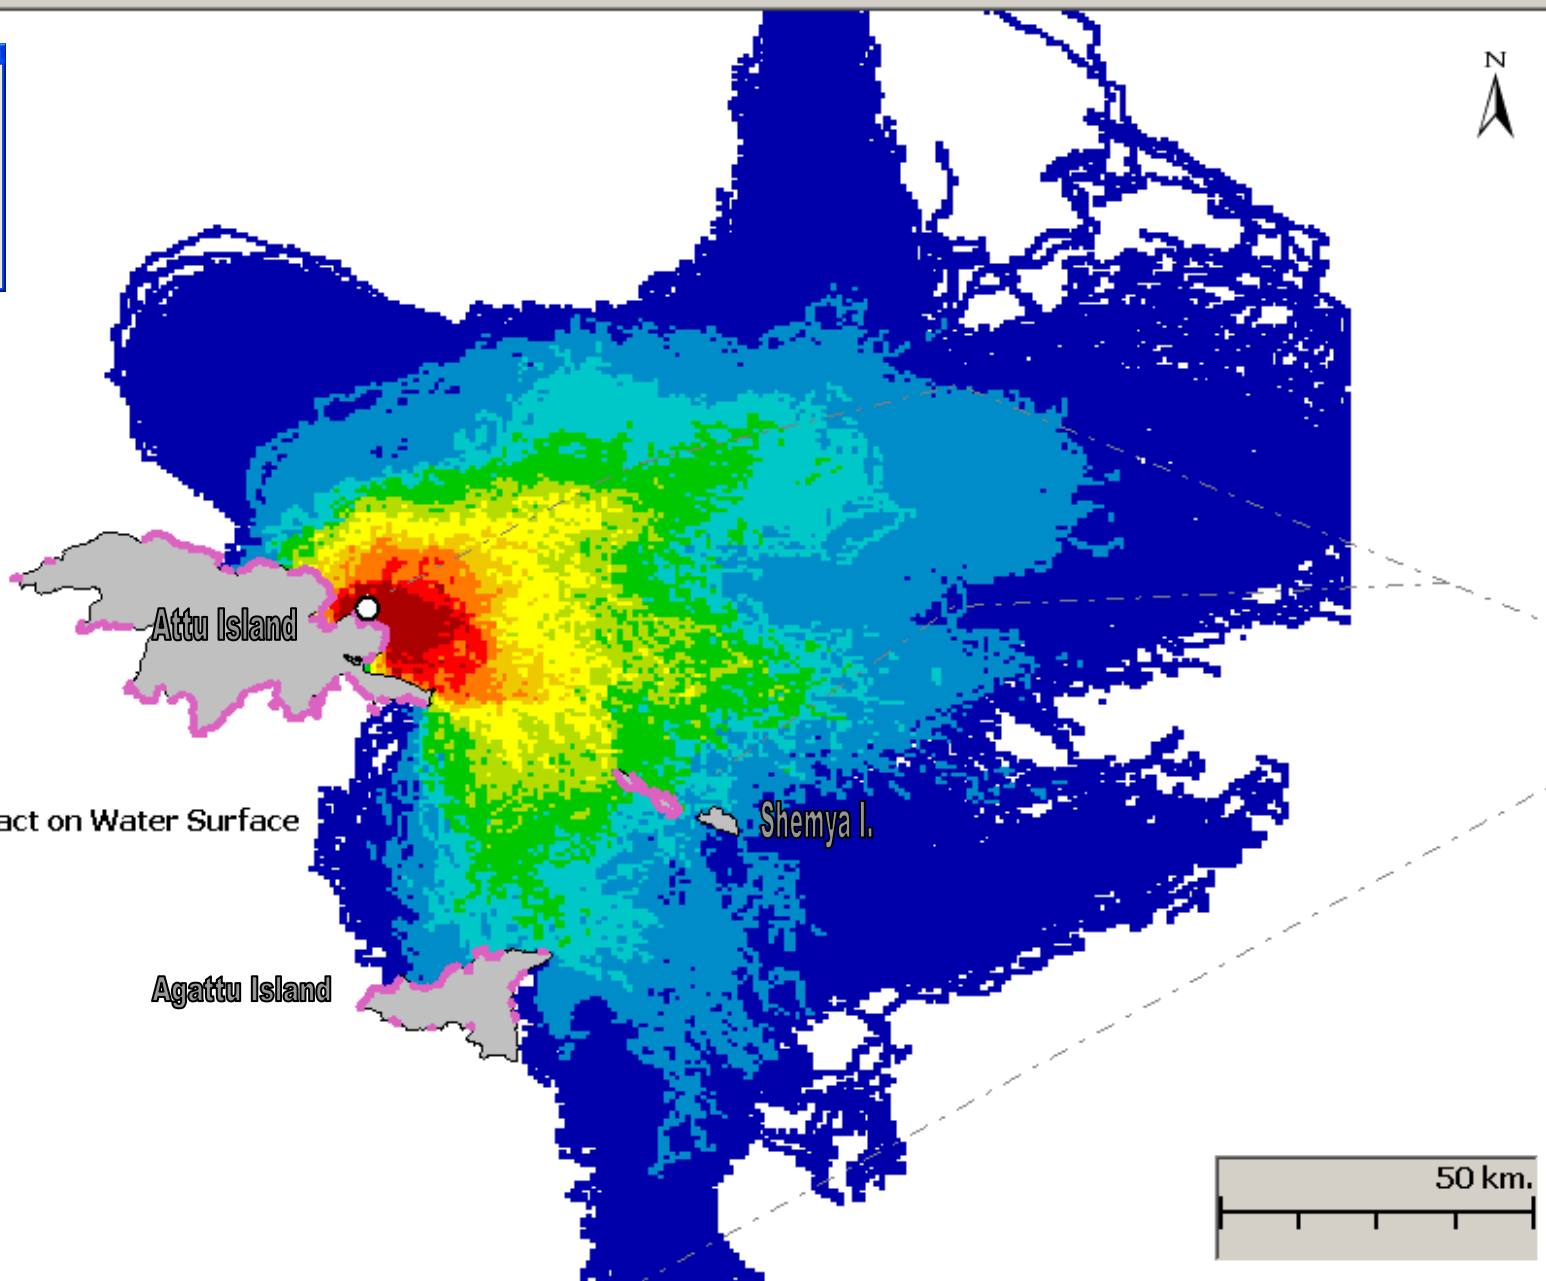 N
Attu Island
act on Water Surface
Shemya I.
Agattu Island
50 km.